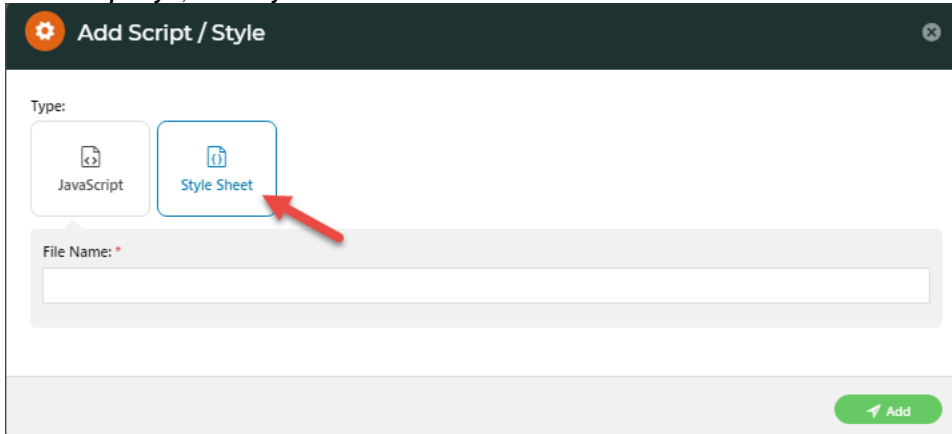 Add Script / Style
Type:
JavaScript
Style Sheet
File Name: *
Add